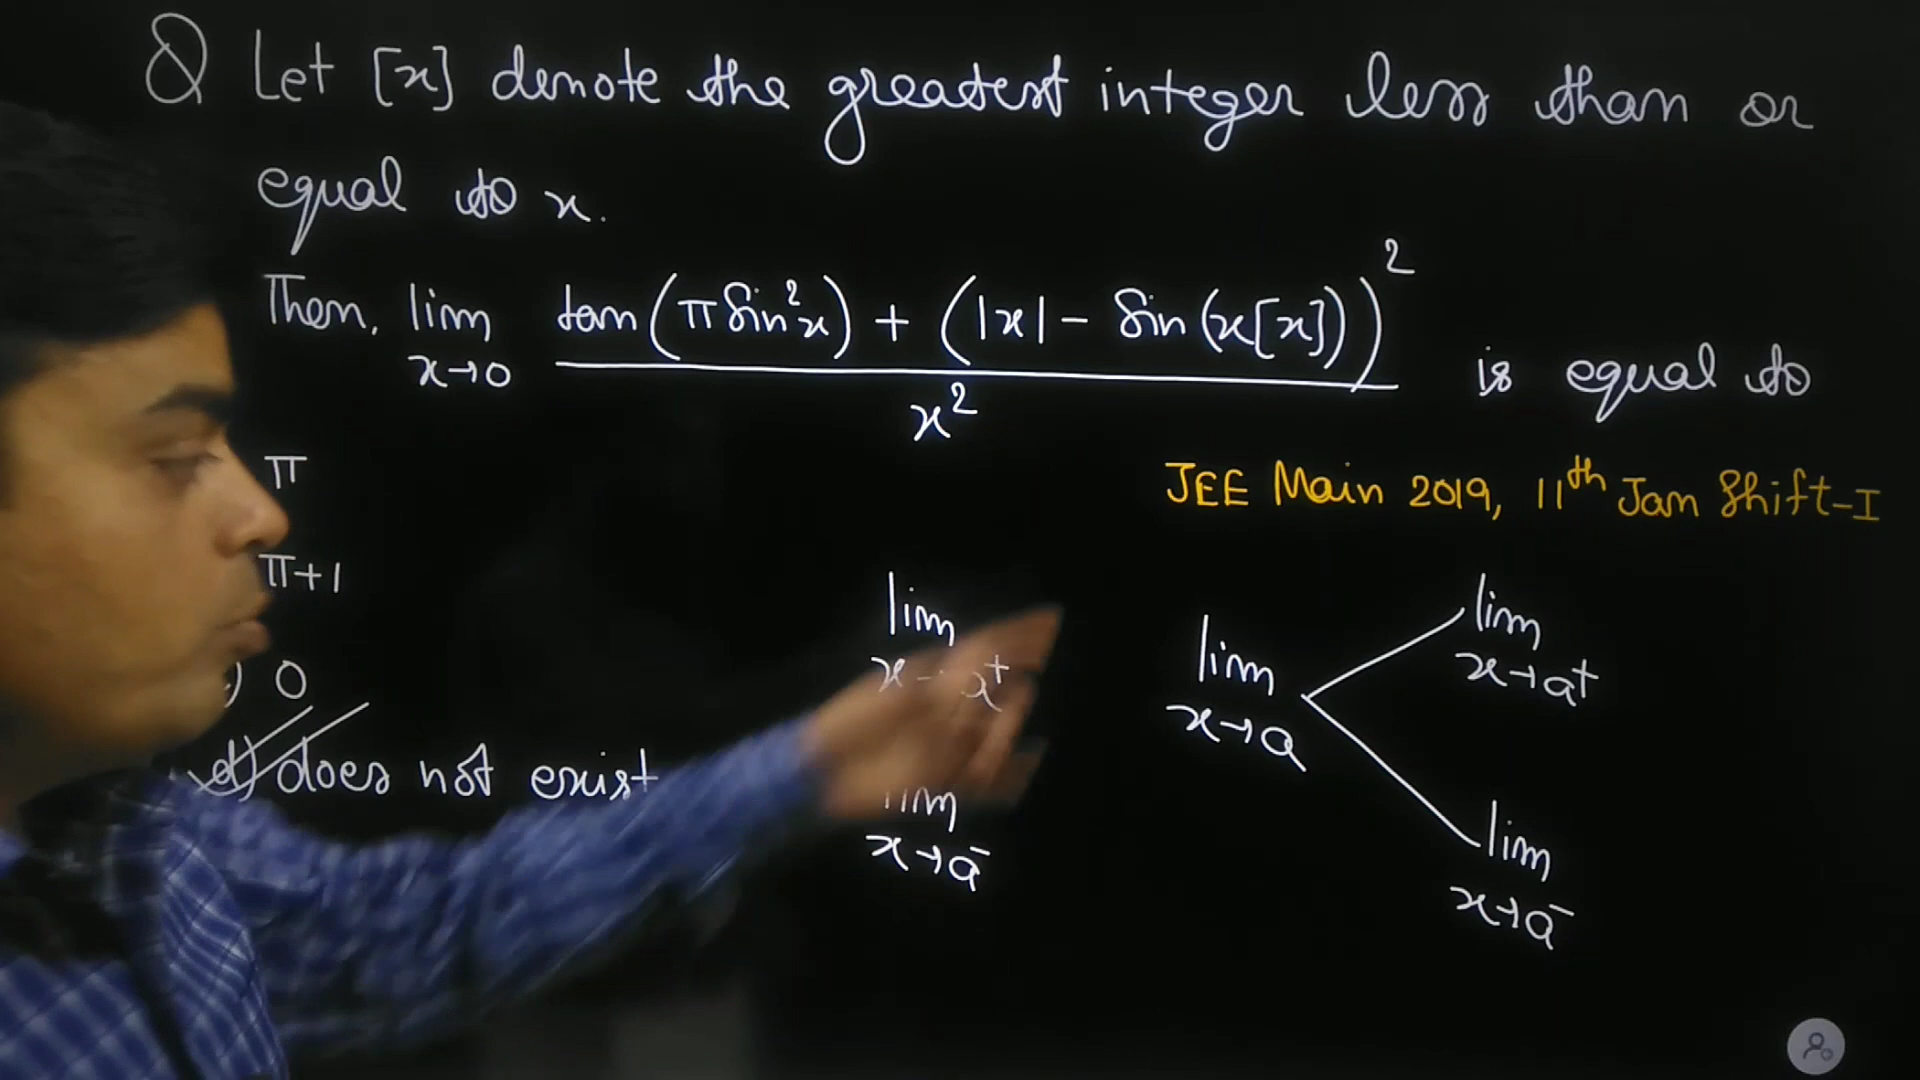 Q Let [x] denote the greatest integer less than or
equal to x.
Then, lim x→0 (tan(π sin²x) + (|x| - sin(x[x]))²) / x² is equal to
JEE Main 2019, 11th Jan Shift-I
π
π+1
) 0
d) does not exist
lim x→a⁺
lim x→a⁻
lim x→a
lim x→a⁺
lim x→a⁻